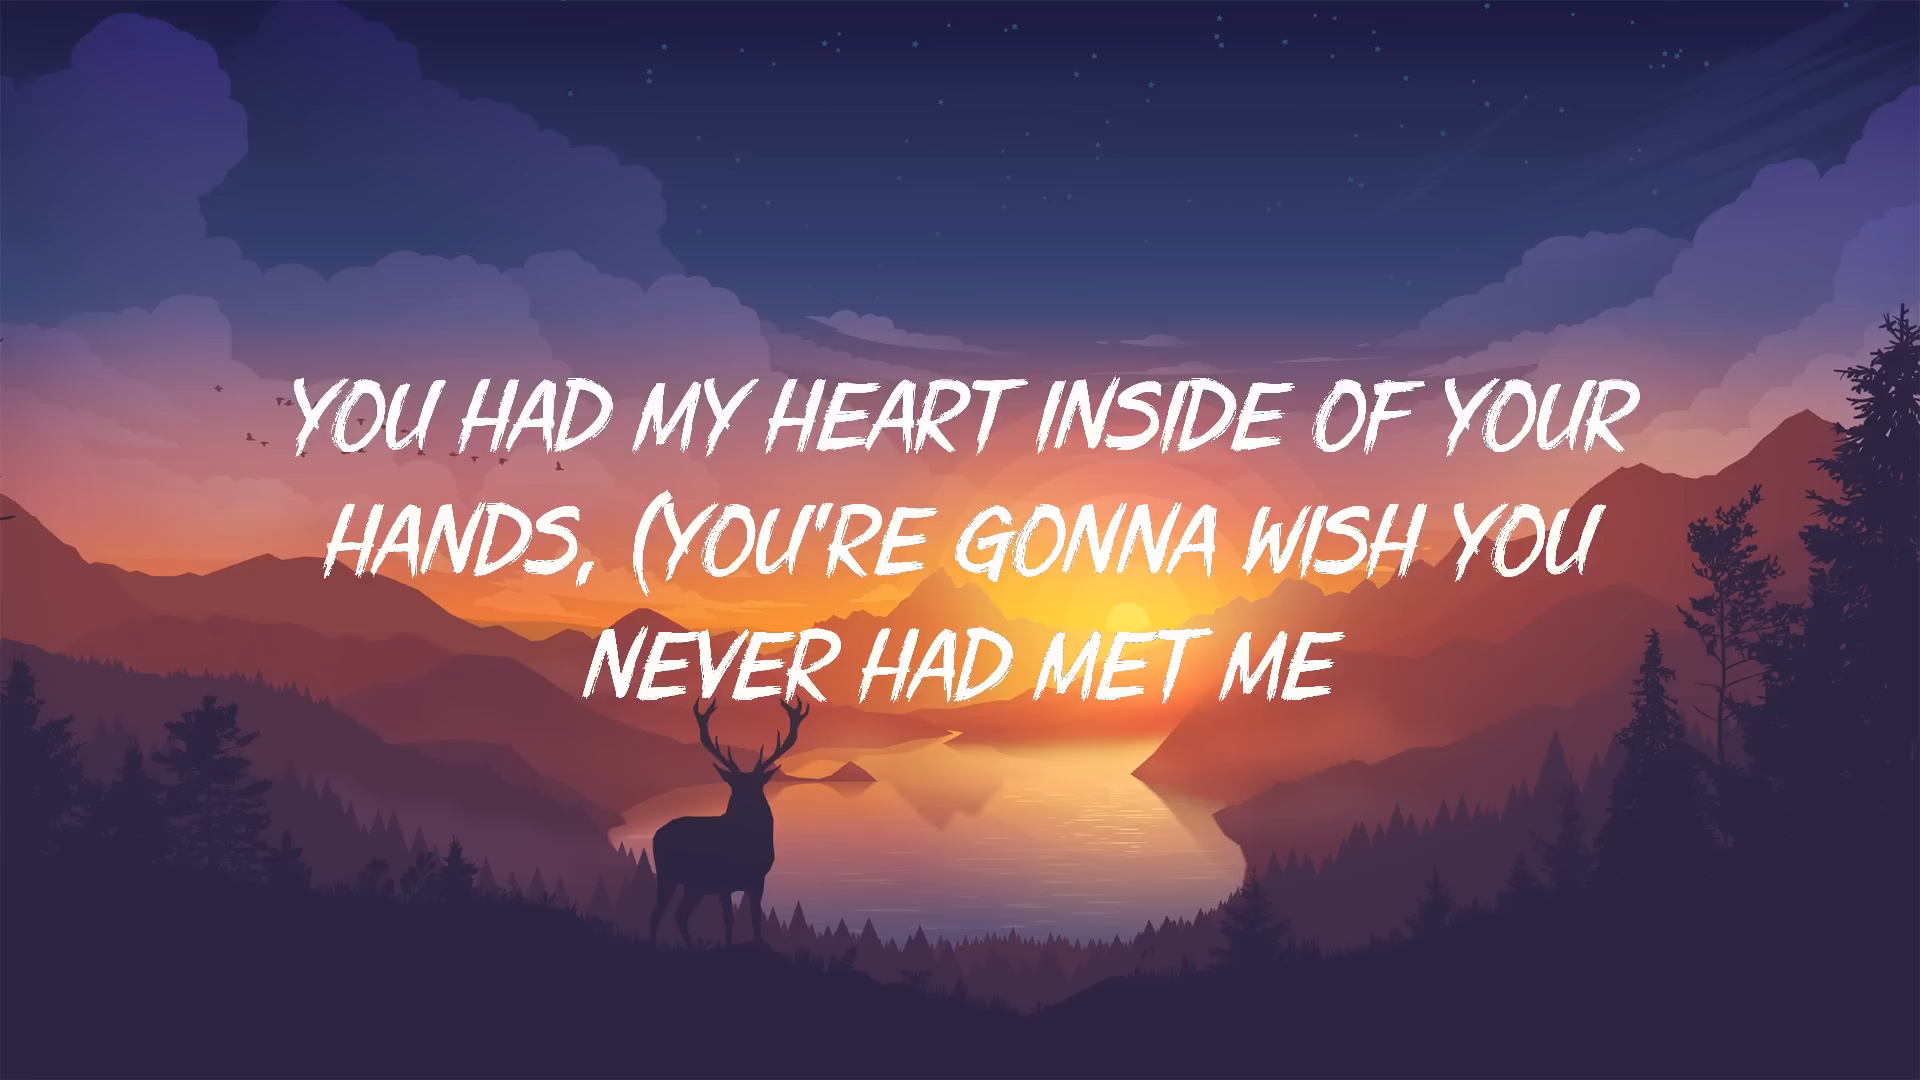 YOU HAD MY HEART INSIDE OF YOUR
HANDS, (YOU'RE GONNA WISH YOU
NEVER HAD MET ME